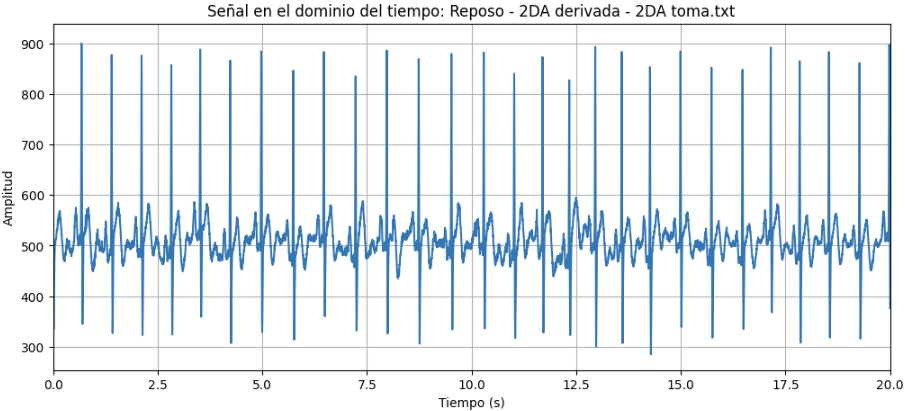 Señal en el dominio del tiempo: Reposo - 2DA derivada - 2DA toma.txt
900
800
700
600
500
400
300
Amplitud
0.0 2.5 5.0 7.5 10.0 12.5 15.0 17.5 20.0
Tiempo (s)